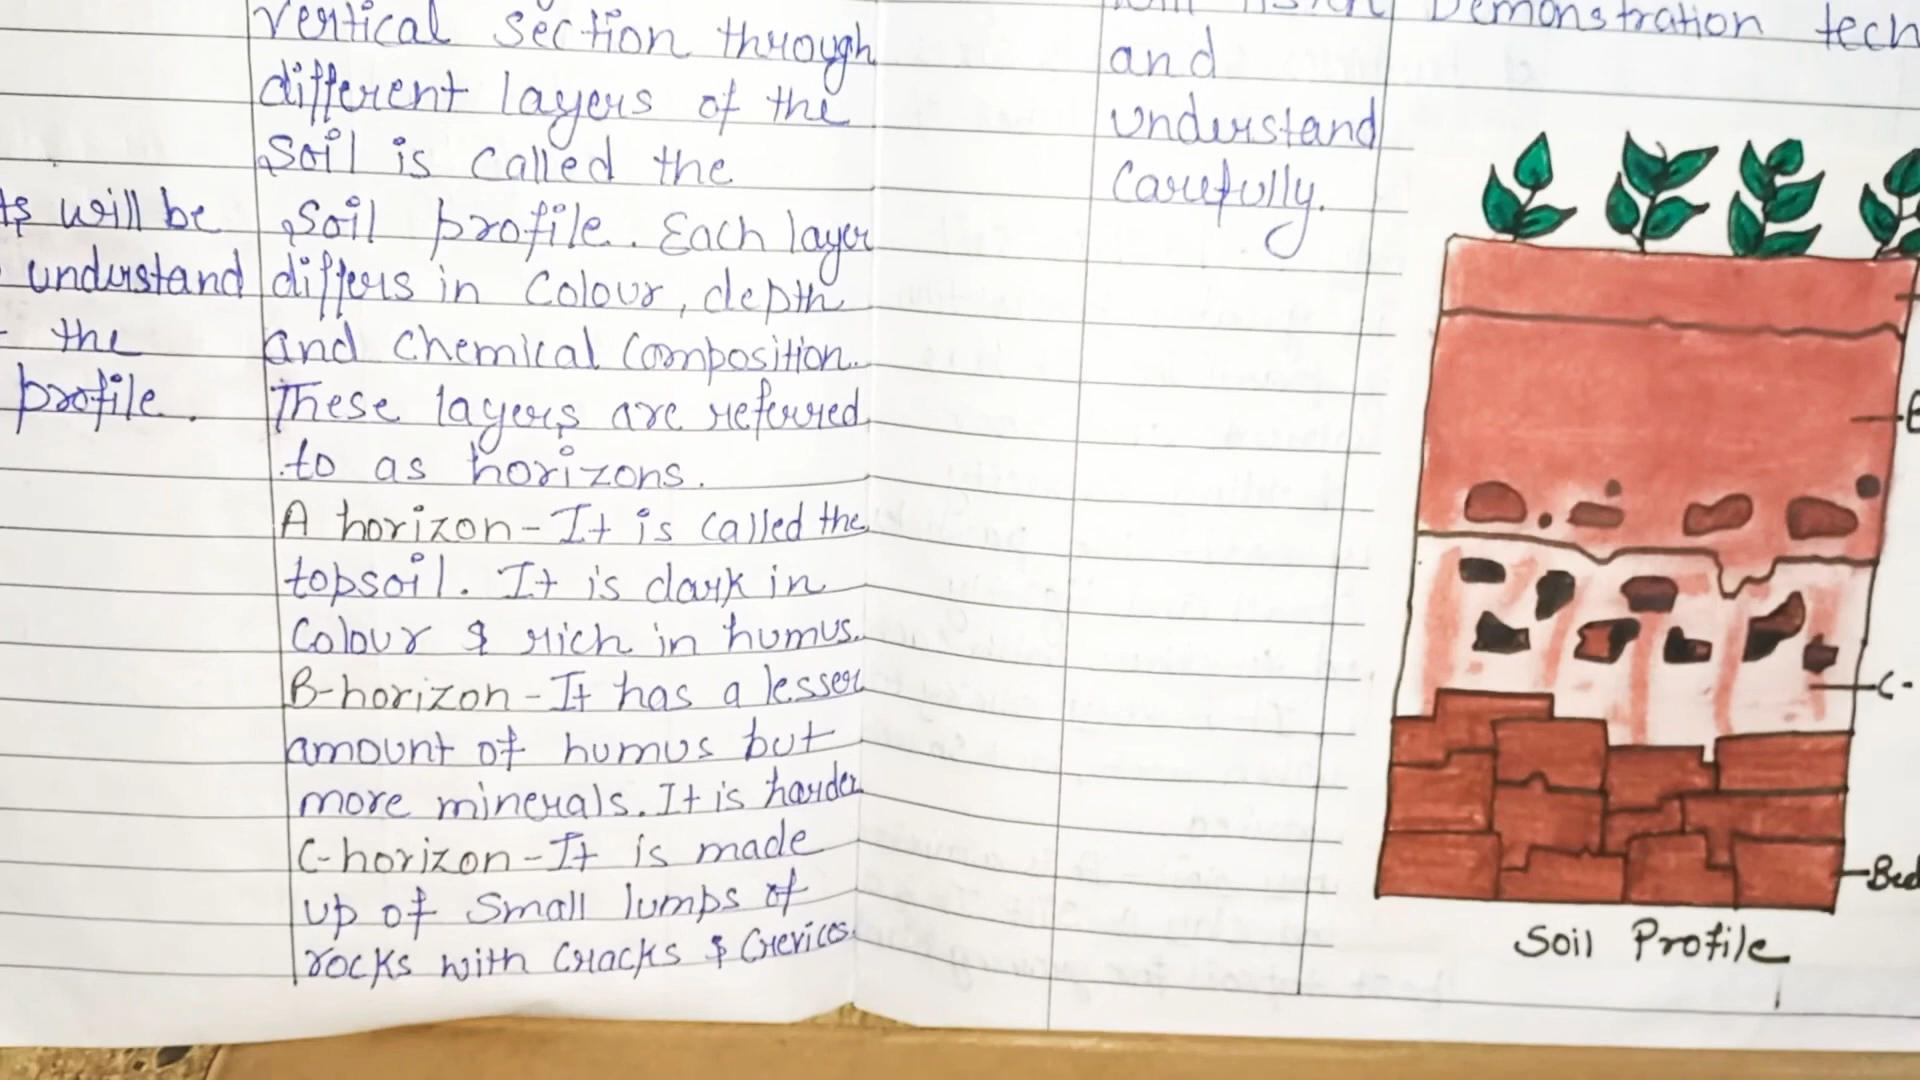 ts will be
understand
the
profile.
Vertical Section through
different layers of the
Soil is called the
Soil profile. Each layer
differs in Colour, depth
and Chemical Composition.
These layers are referred
to as horizons.
A horizon - It is called the
topsoil. It is dark in
Colour & rich in humus.
B-horizon - It has a lesser
amount of humus but
more minerals. It is harder
C-horizon - It is made
up of Small lumps of
rocks with Cracks & Crevices.
and
understand
Carefully.
Demonstration tech
B
C-
Bed
Soil Profile